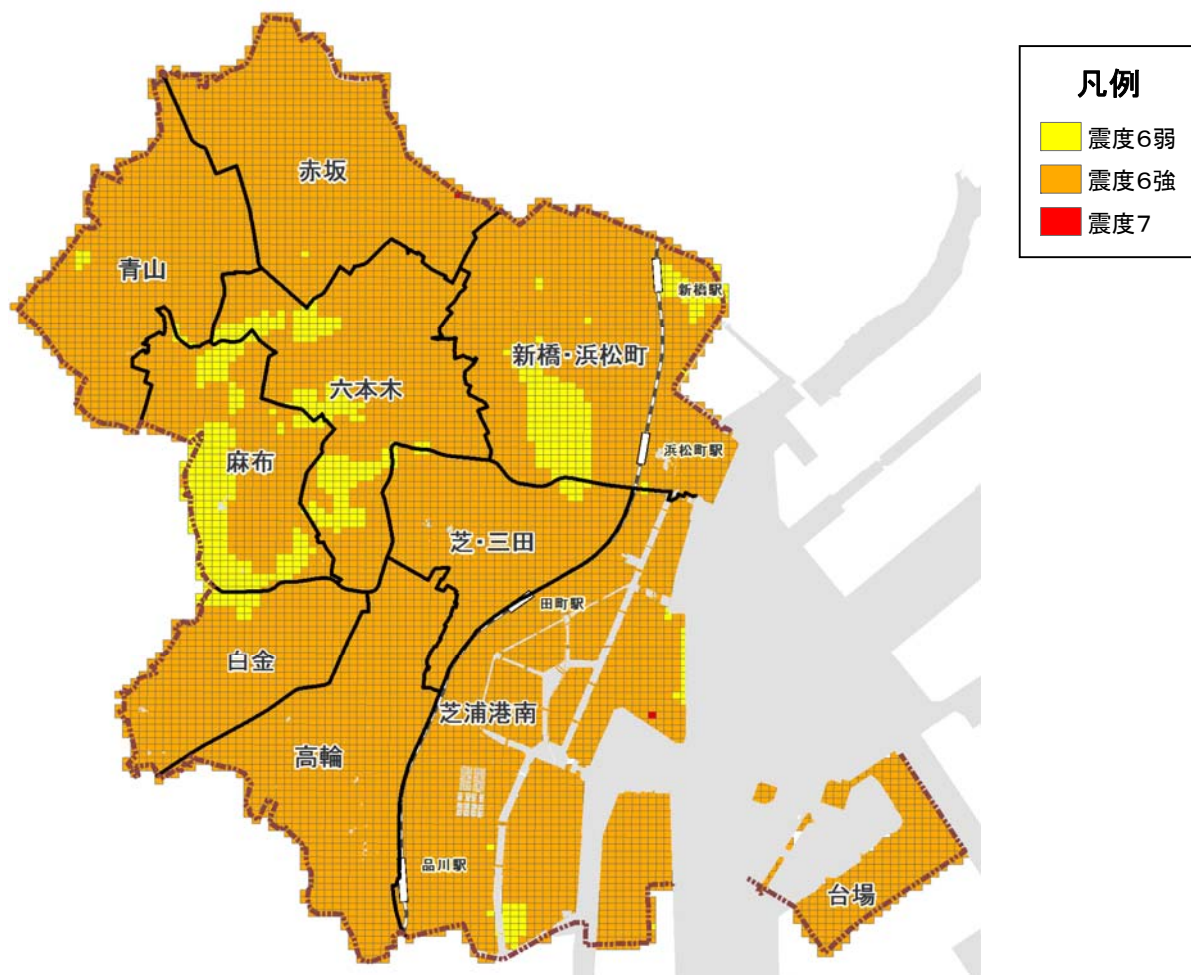 凡例
震度6弱
震度6強
震度7
赤坂
青山
新橋駅
新橋・浜松町
六本木
浜松町駅
麻布
芝・三田
田町駅
白金
芝浦港南
高輪
品川駅
台場